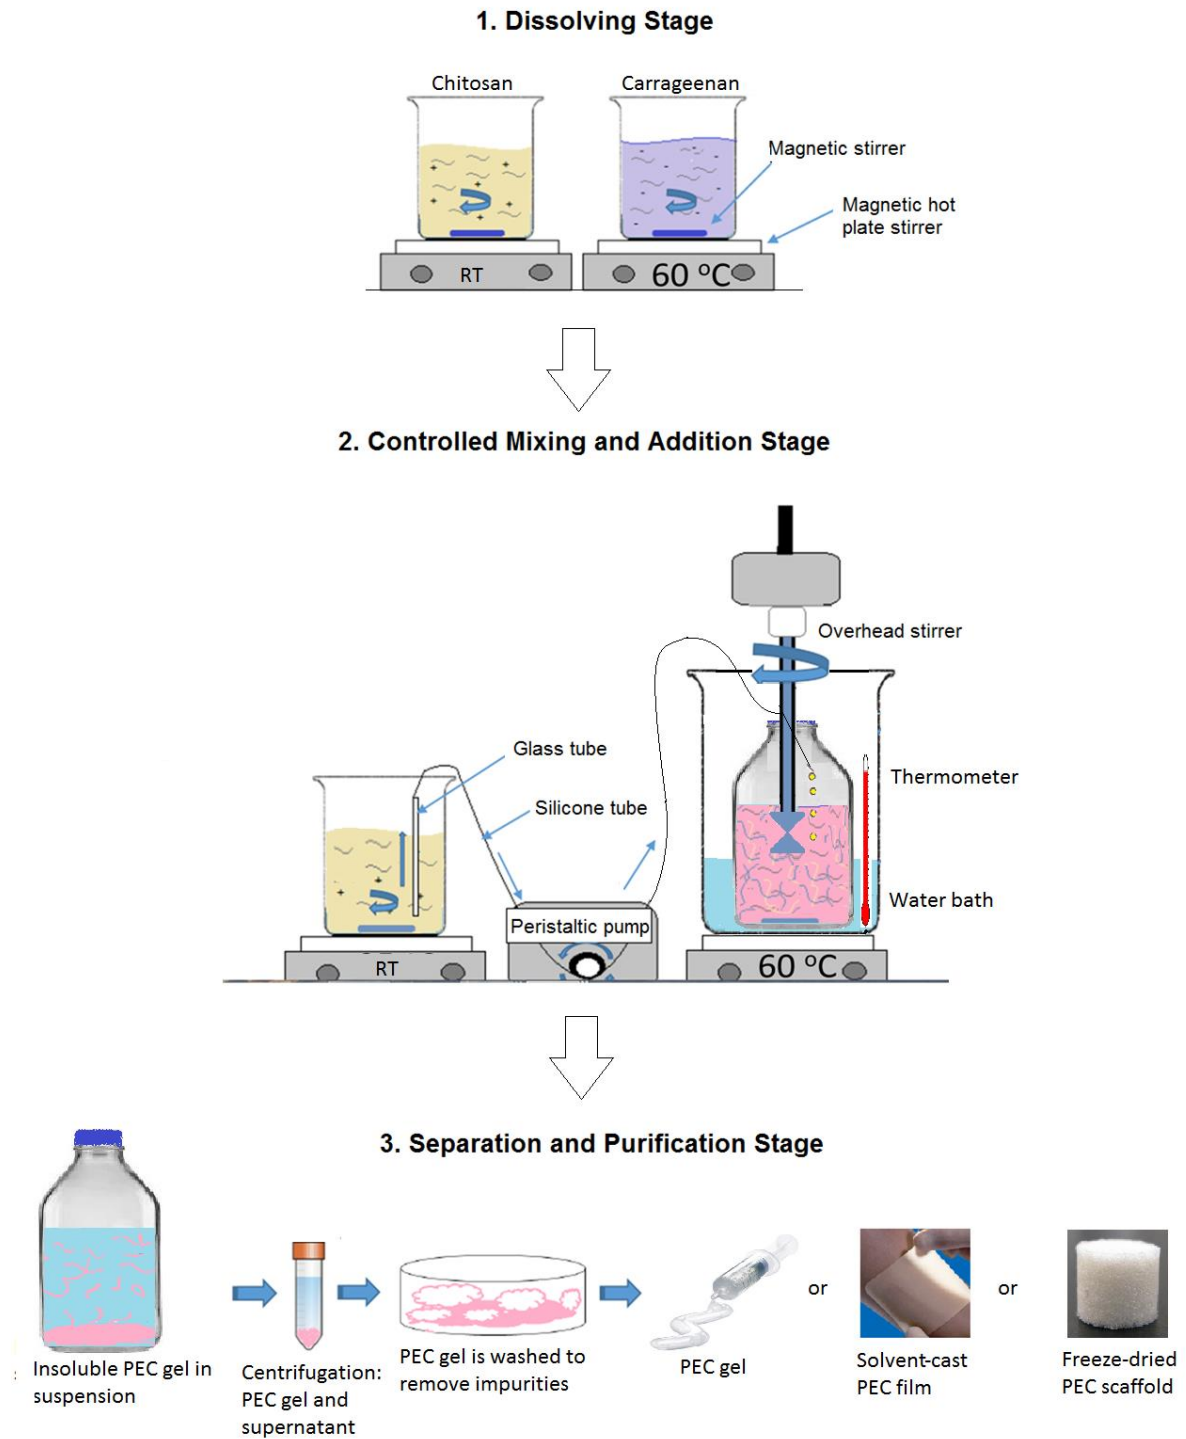 1. Dissolving Stage
Chitosan
Carrageenan
Magnetic stirrer
Magnetic hot
plate stirrer
RT
60 °C
2. Controlled Mixing and Addition Stage
Overhead stirrer
Glass tube
Silicone tube
Thermometer
Water bath
Peristaltic pump
RT
60 °C
3. Separation and Purification Stage
Insoluble PEC gel in
suspension
Centrifugation:
PEC gel and
supernatant
PEC gel is washed to
remove impurities
PEC gel
or
Solvent-cast
PEC film
or
Freeze-dried
PEC scaffold